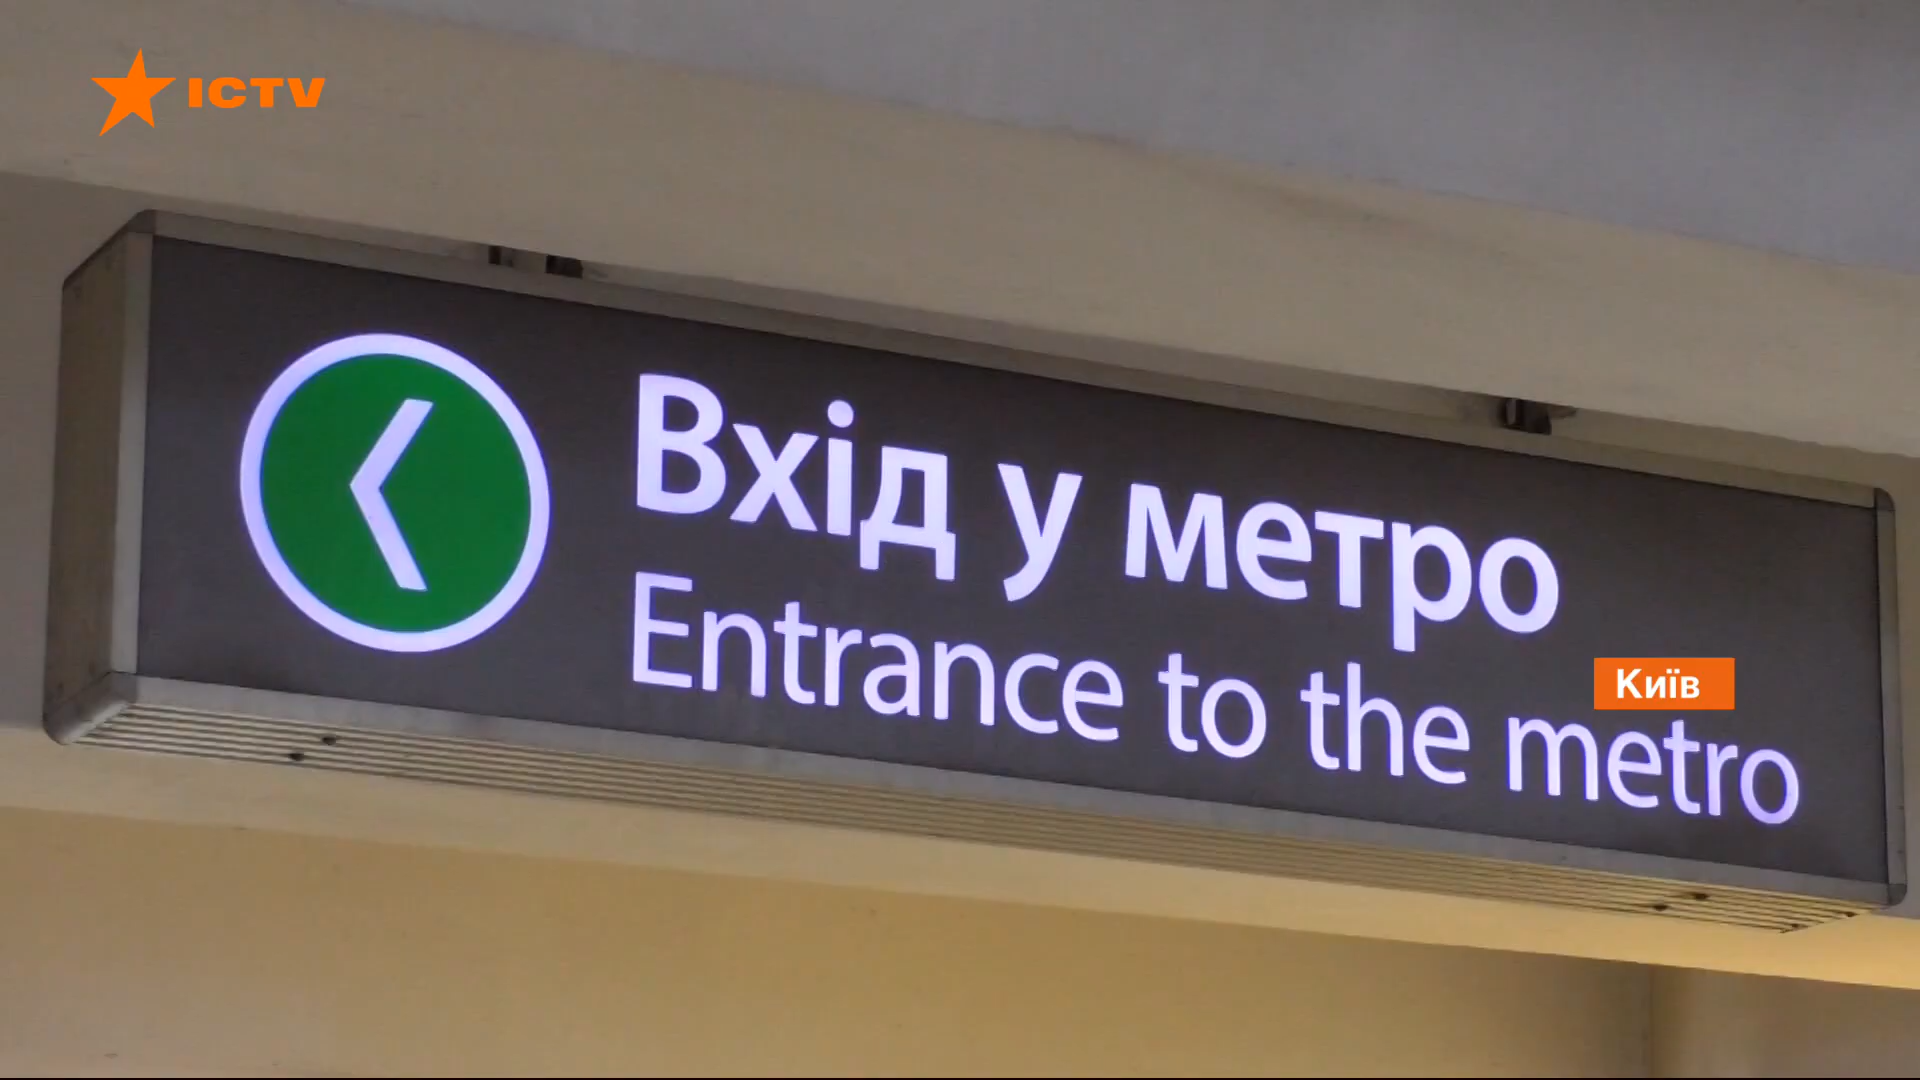 ICTV
Вхід у метро
Entrance to the metro
Київ